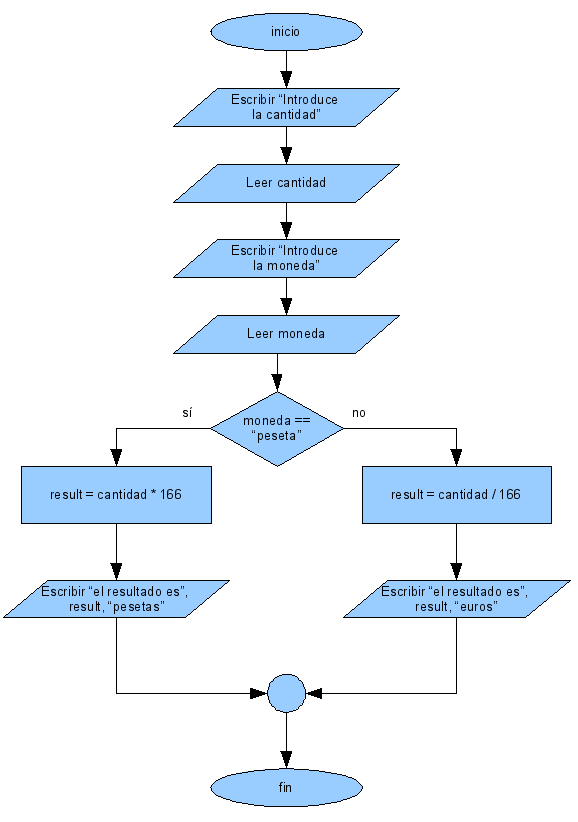 inicio
Escribir “Introduce
la cantidad”
Leer cantidad
Escribir “Introduce
la moneda”
Leer moneda
sí
moneda ==
“peseta”
no
result = cantidad * 166
result = cantidad / 166
Escribir “el resultado es”,
result, “pesetas”
Escribir “el resultado es”,
result, “euros”
fin